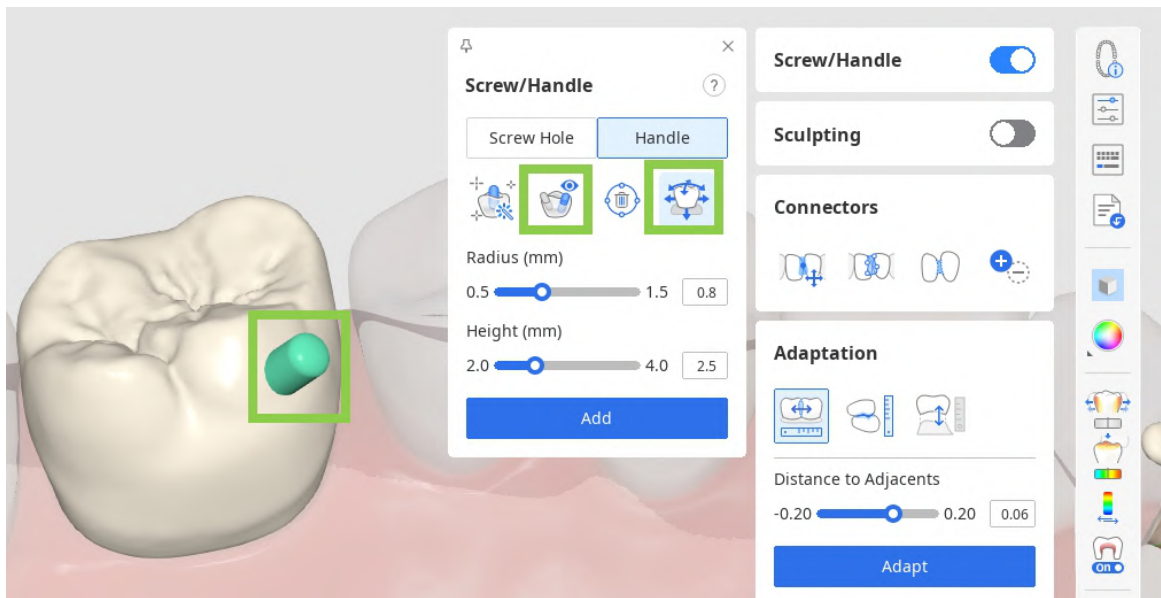 Screw/Handle
?
Screw Hole
Handle
Radius (mm)
0.5
1.5
0.8
Height (mm)
2.0
4.0
2.5
Add
Screw/Handle
Sculpting
Connectors
Adaptation
Distance to Adjacents
-0.20
0.20
0.06
Adapt
On